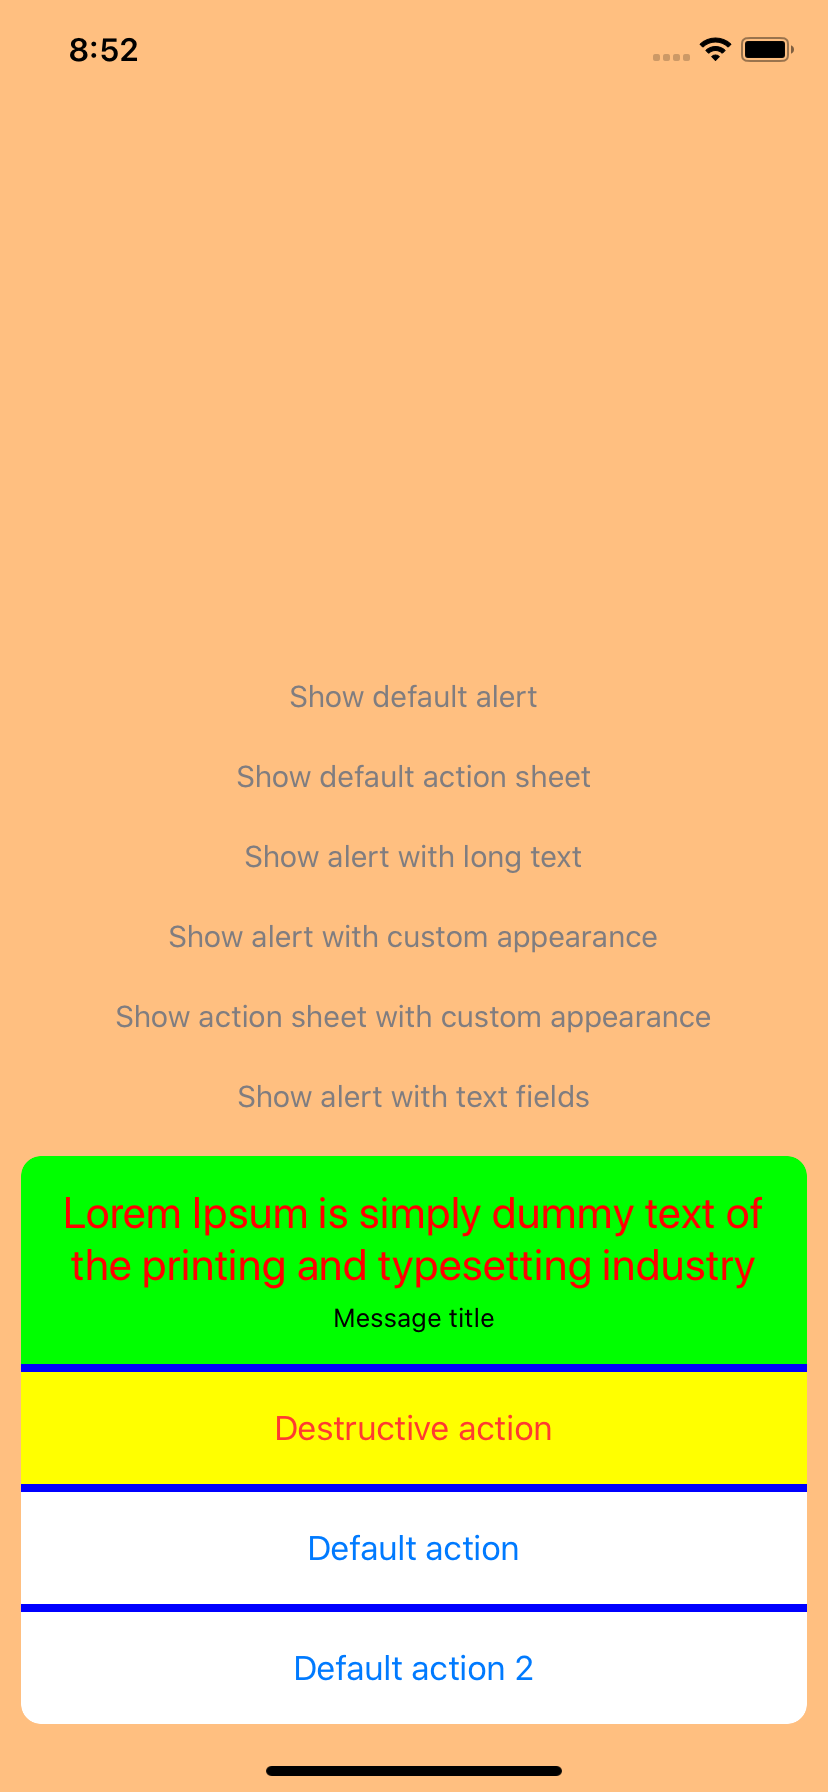 8:52
Show default alert
Show default action sheet
Show alert with long text
Show alert with custom appearance
Show action sheet with custom appearance
Show alert with text fields
Lorem Ipsum is simply dummy text of
the printing and typesetting industry
Message title
Destructive action
Default action
Default action 2